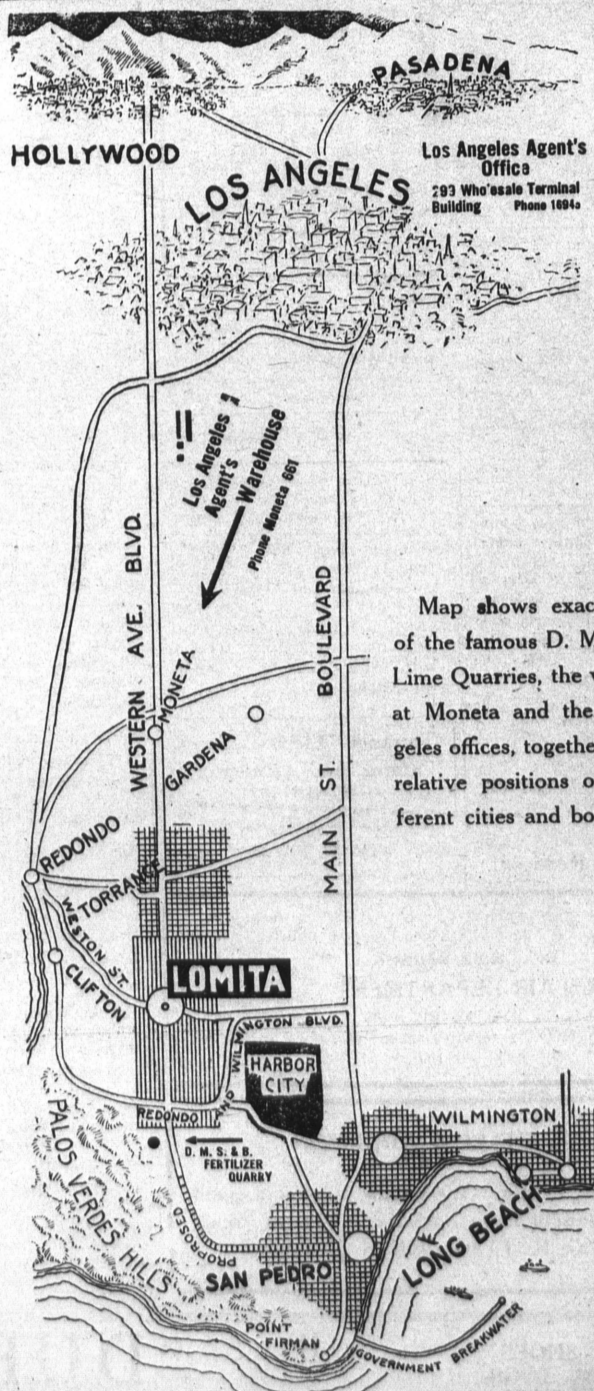 PASADENA
HOLLYWOOD
Los Angeles Agent's
Office
293 Who'esale Terminal
Building Phone 1694
LOS ANGELES
Los Angeles
Agent's
Warehouse
Phone Moneta 661
WESTERN AVE. BLVD.
MAIN ST. BOULEVARD
Map shows exac
of the famous D. M
Lime Quarries, the
at Moneta and the
geles offices, togethe
relative positions o
ferent cities and bo
MONETA
GARDENA
REDONDO
TORRANCE
WESTON ST.
CLIFTON
LOMITA
WILMINGTON BLVD.
HARBOR
CITY
REDONDO AND WILMINGTON
WILMINGTON
D. M. S. & B.
FERTILIZER
QUARRY
PALOS VERDES HILLS
PROPROSED
SAN PEDRO
LONG BEACH
POINT
FIRMAN
GOVERNMENT BREAKWATER